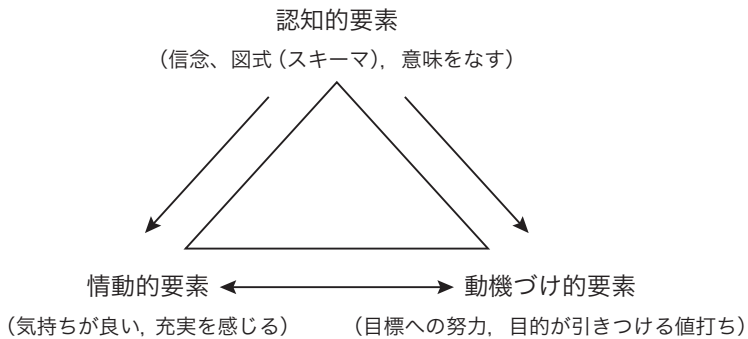 認知的要素
（信念、図式（スキーマ），意味をなす）
情動的要素
動機づけ的要素
（気持ちが良い，充実を感じる）
（目標への努力，目的が引きつける値打ち）